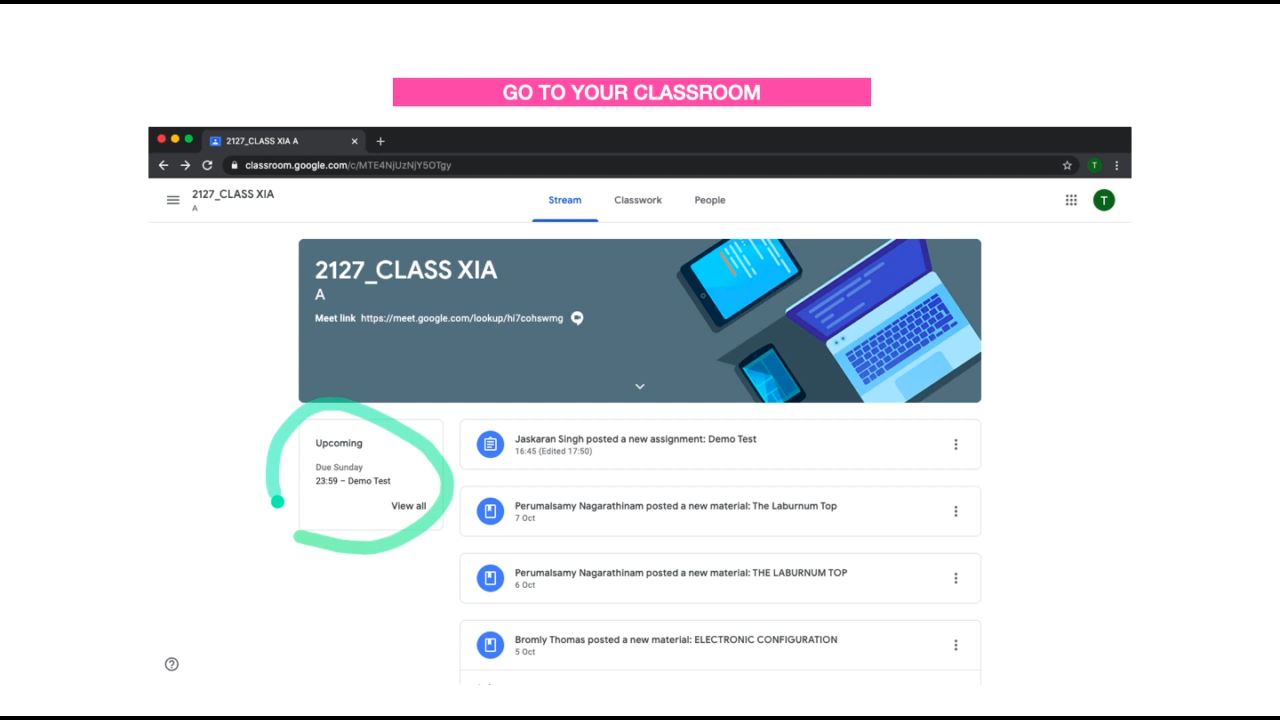 GO TO YOUR CLASSROOM
2127_CLASS XIA A
classroom.google.com/c/MTE4NjUzNjY5OTgy
T
2127_CLASS XIA
A
Stream
Classwork
People
T
2127_CLASS XIA
A
Meet link https://meet.google.com/lookup/hi7cohswmg
Upcoming
Due Sunday
23:59 – Demo Test
View all
Jaskaran Singh posted a new assignment: Demo Test
16:45 (Edited 17:50)
Perumalsamy Nagarathinam posted a new material: The Laburnum Top
7 Oct
Perumalsamy Nagarathinam posted a new material: THE LABURNUM TOP
6 Oct
Bromly Thomas posted a new material: ELECTRONIC CONFIGURATION
5 Oct